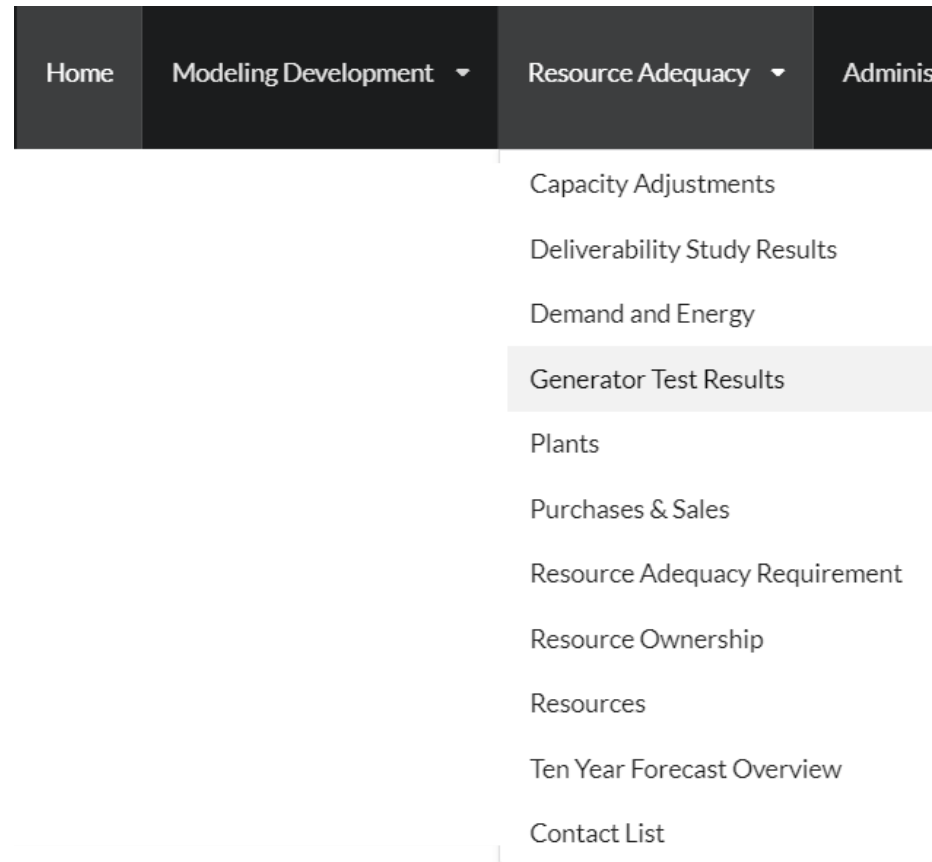 Home Modeling Development Resource Adequacy
Capacity Adjustments
Deliverability Study Results
Demand and Energy
Generator Test Results
Plants
Purchases & Sales
Resource Adequacy Requirement
Resource Ownership
Resources
Ten Year Forecast Overview
Contact List